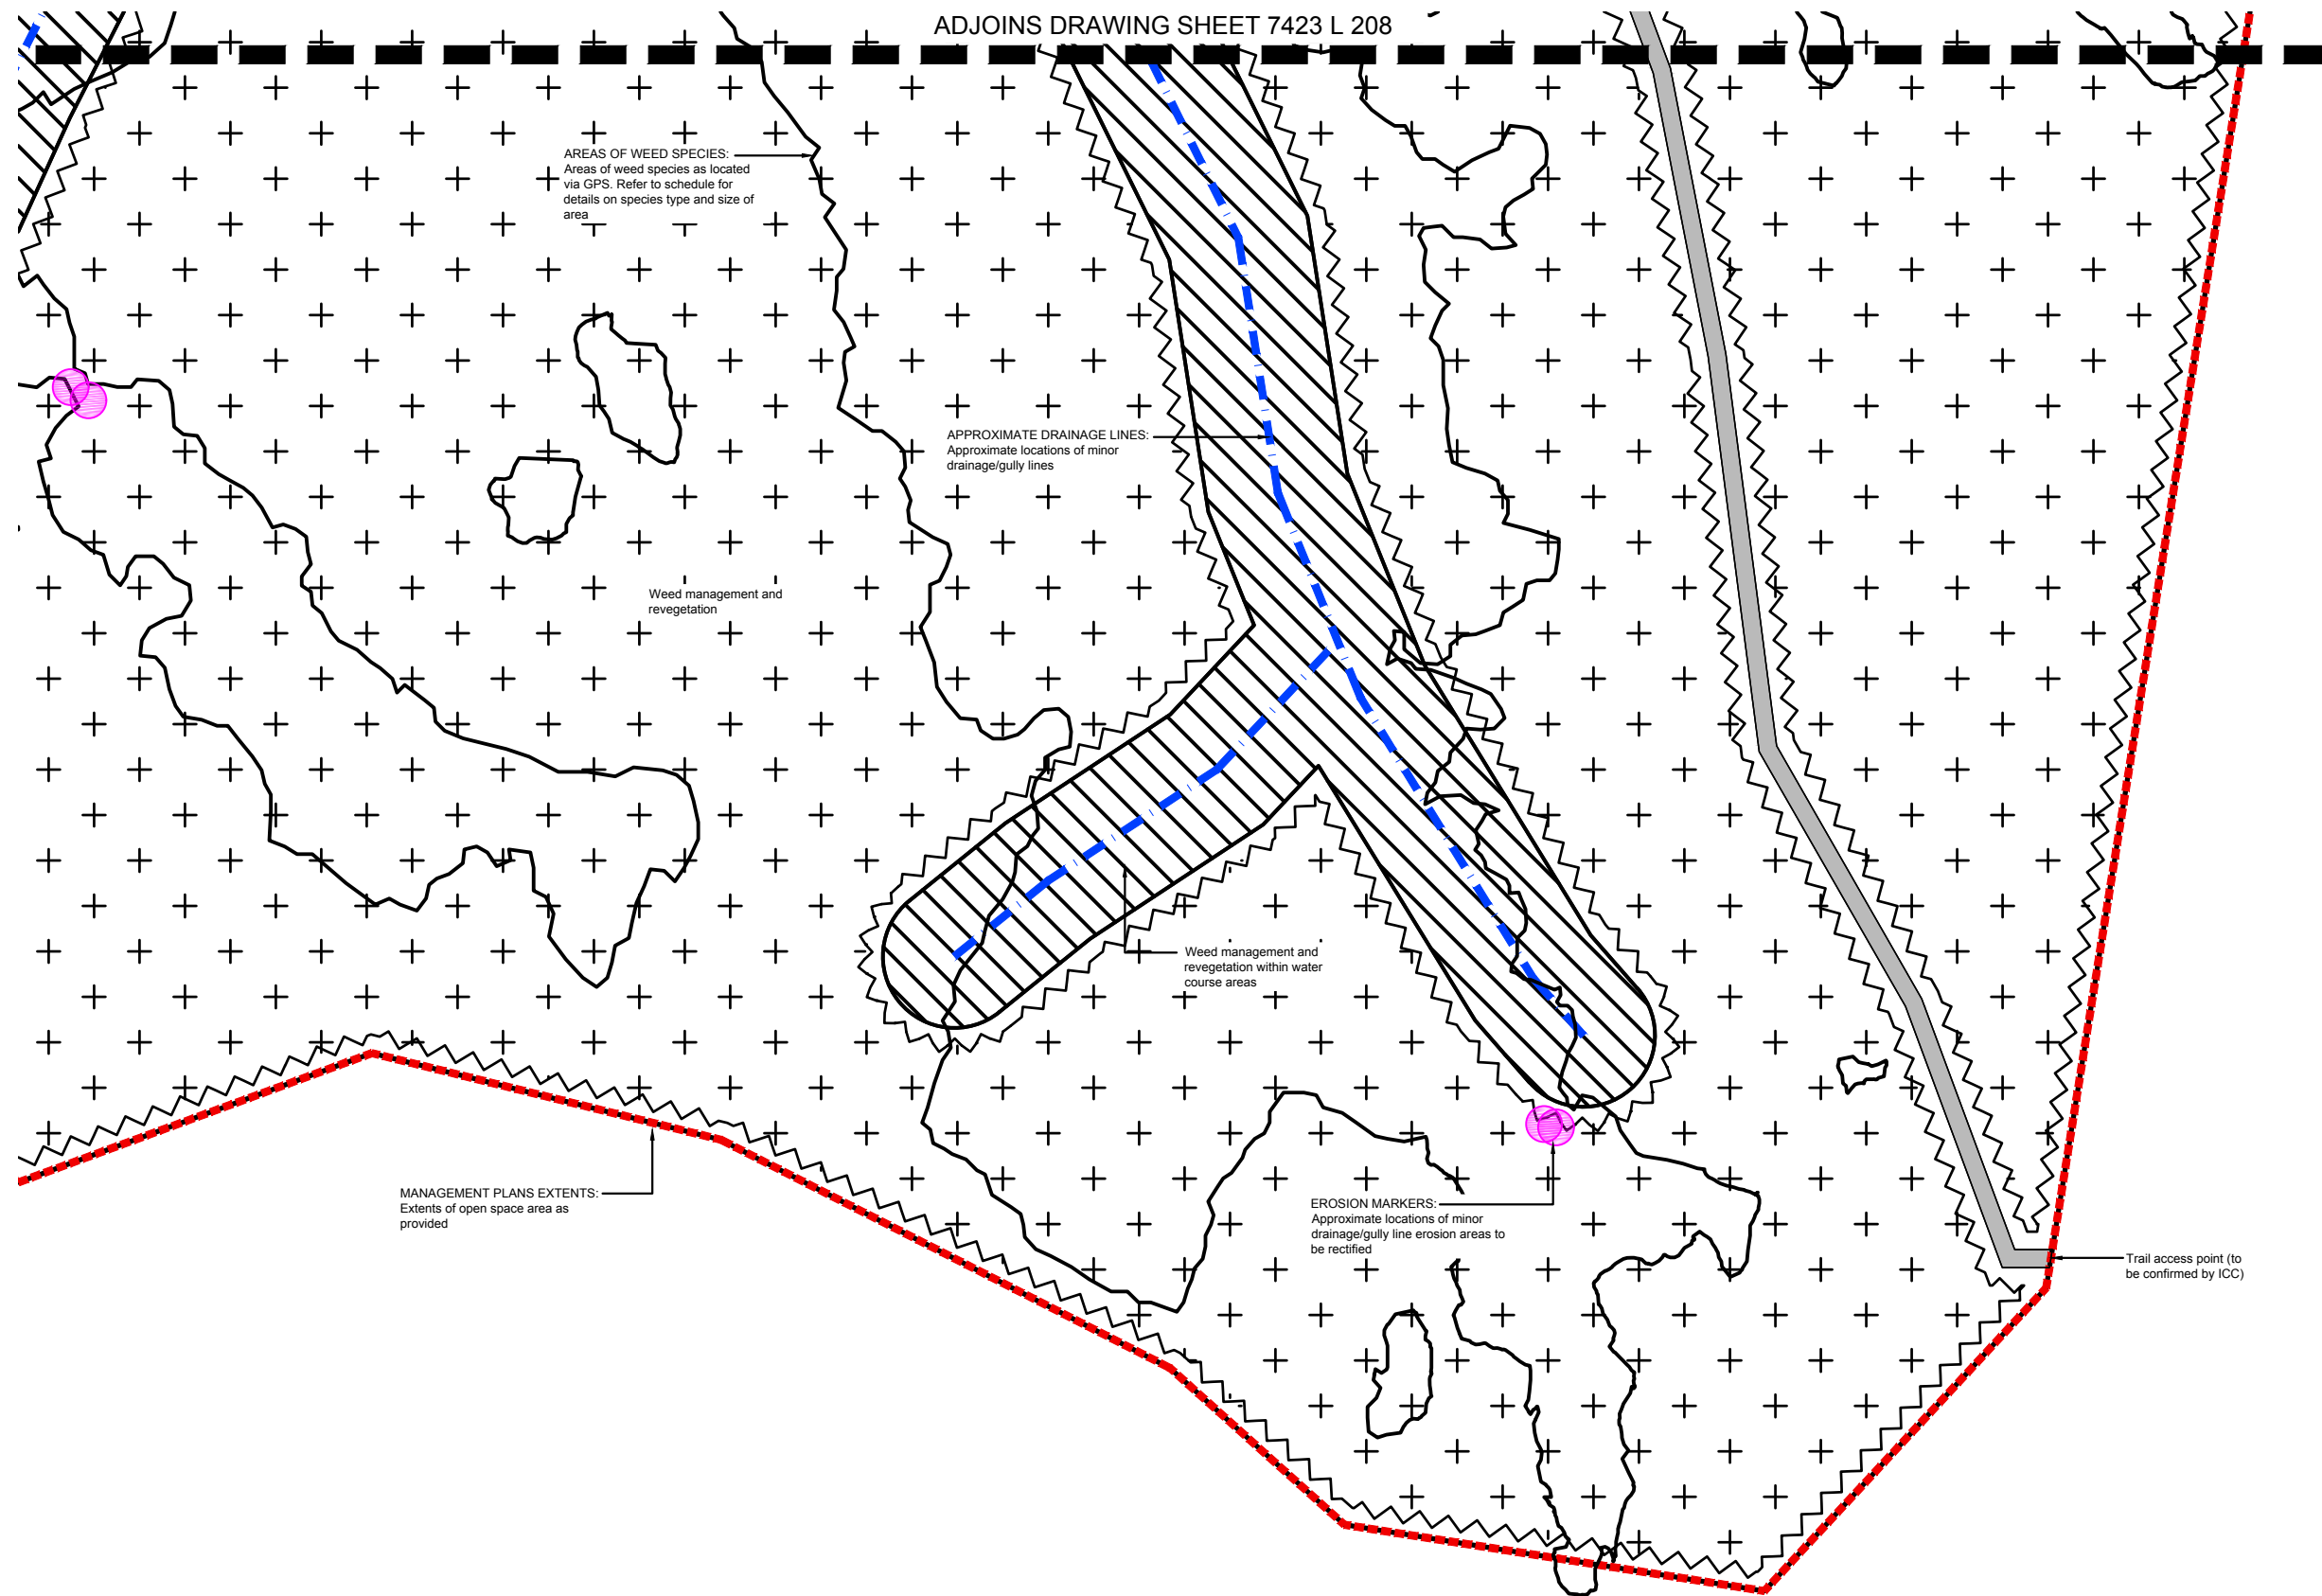 ADJOINS DRAWING SHEET 7423 L 208
AREAS OF WEED SPECIES:
Areas of weed species as located
via GPS. Refer to schedule for
details on species type and size of
area
APPROXIMATE DRAINAGE LINES:
Approximate locations of minor
drainage/gully lines
Weed management and
revegetation
Weed management and
revegetation within water
course areas
MANAGEMENT PLANS EXTENTS:
Extents of open space area as
provided
EROSION MARKERS:
Approximate locations of minor
drainage/gully line erosion areas to
be rectified
Trail access point (to
be confirmed by ICC)